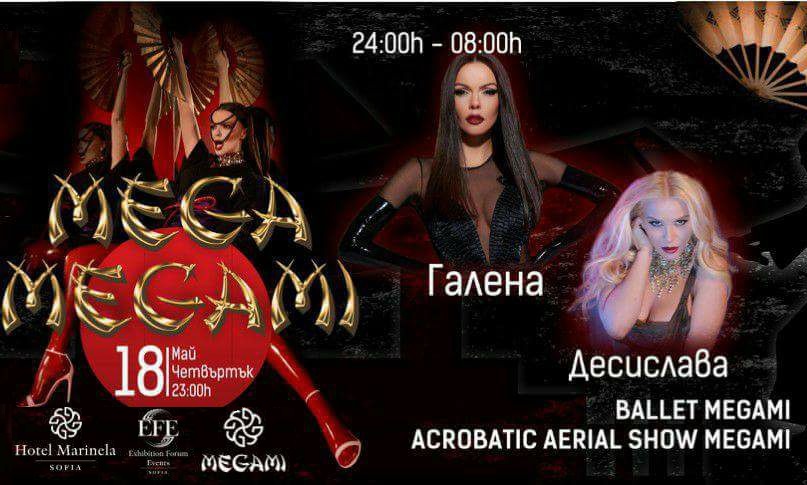 24:00h - 08:00h
MEGA
MEGAMI
18
Май
Четвъртък
23:00h
Галена
Десислава
BALLET MEGAMI
ACROBATIC AERIAL SHOW MEGAMI
Hotel Marinela
SOFIA
EFE
Exhibition Forum
Events
SOFIA
MEGAMI